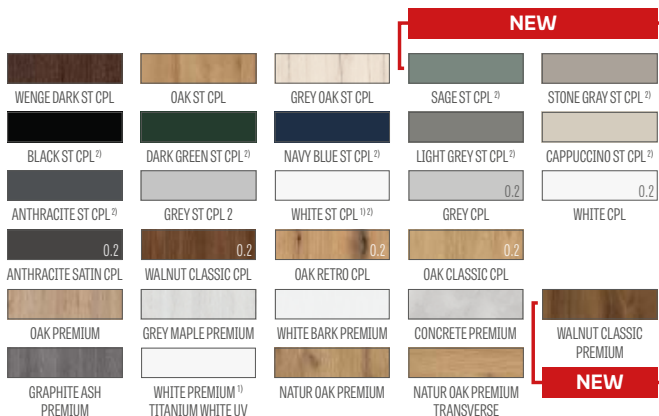 NEW
WENGE DARK ST CPL
OAK ST CPL
GREY OAK ST CPL
SAGE ST CPL 2)
STONE GRAY ST CPL 2)
BLACK ST CPL 2)
DARK GREEN ST CPL 2)
NAVY BLUE ST CPL 2)
LIGHT GREY ST CPL 2)
CAPPUCCINO ST CPL 2)
ANTHRACITE ST CPL 2)
GREY ST CPL 2
WHITE ST CPL 1) 2)
0.2
GREY CPL
0.2
WHITE CPL
0.2
ANTHRACITE SATIN CPL
0.2
WALNUT CLASSIC CPL
0.2
OAK RETRO CPL
0.2
OAK CLASSIC CPL
OAK PREMIUM
GREY MAPLE PREMIUM
WHITE BARK PREMIUM
CONCRETE PREMIUM
WALNUT CLASSIC
PREMIUM
GRAPHITE ASH
PREMIUM
WHITE PREMIUM 1)
TITANIUM WHITE UV
NATUR OAK PREMIUM
NATUR OAK PREMIUM
TRANSVERSE
NEW